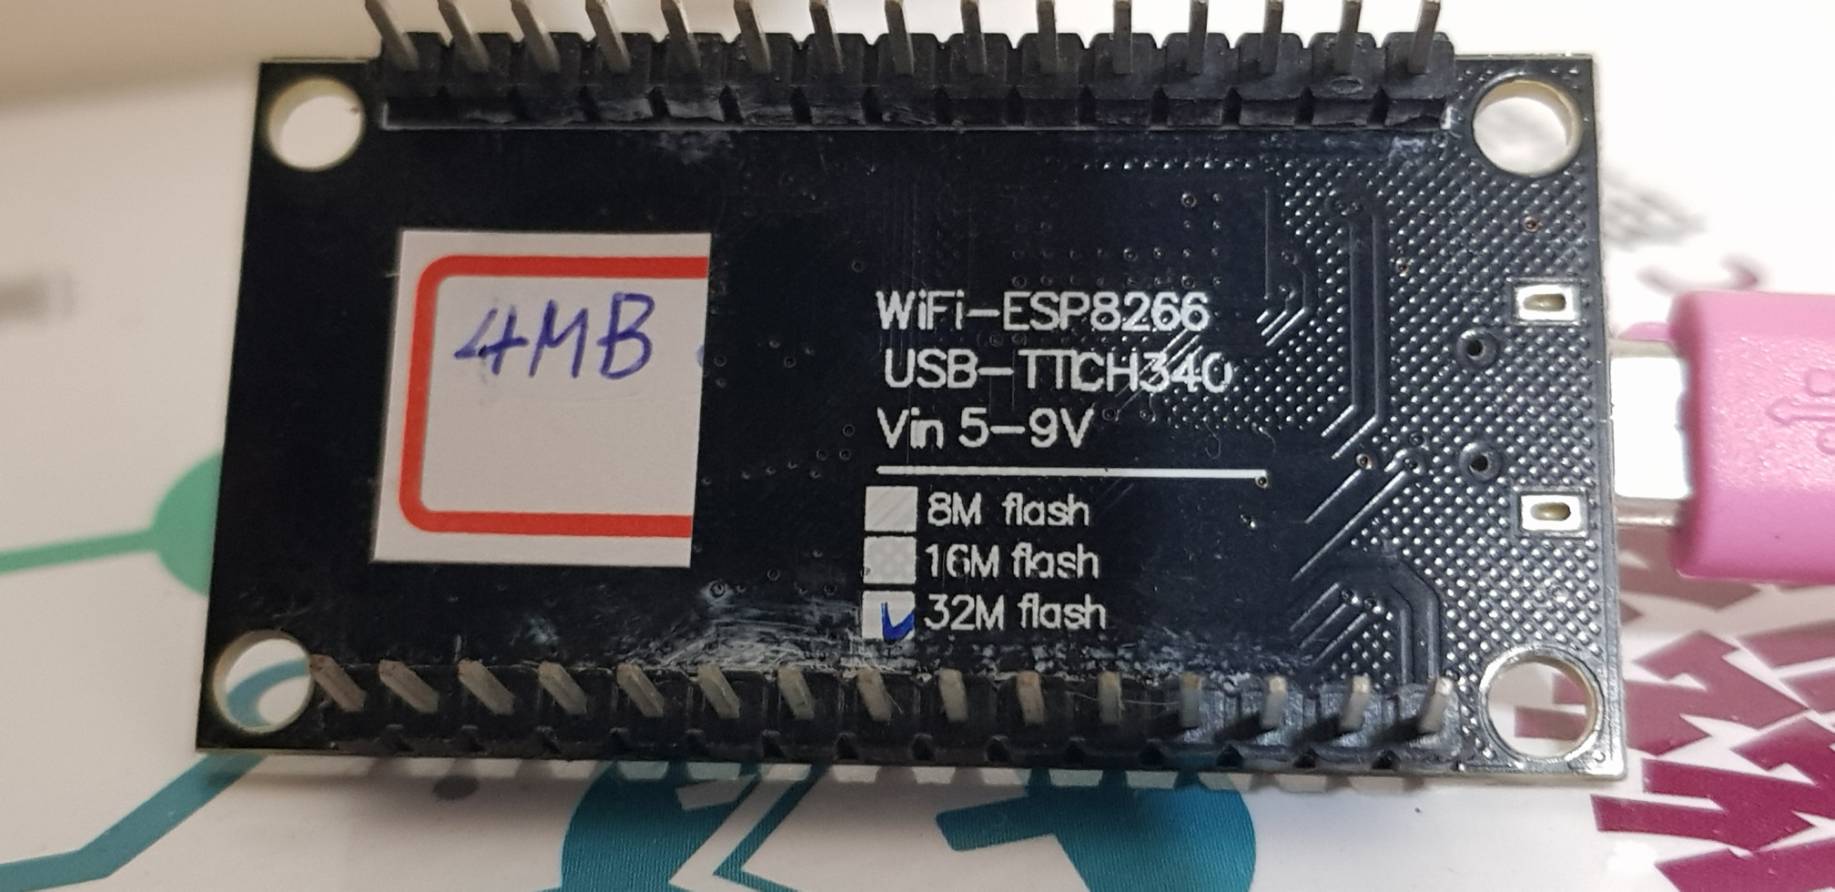 4MB
WiFi-ESP8266
USB-TTLCH340
Vin 5-9V
8M flash
16M flash
32M flash